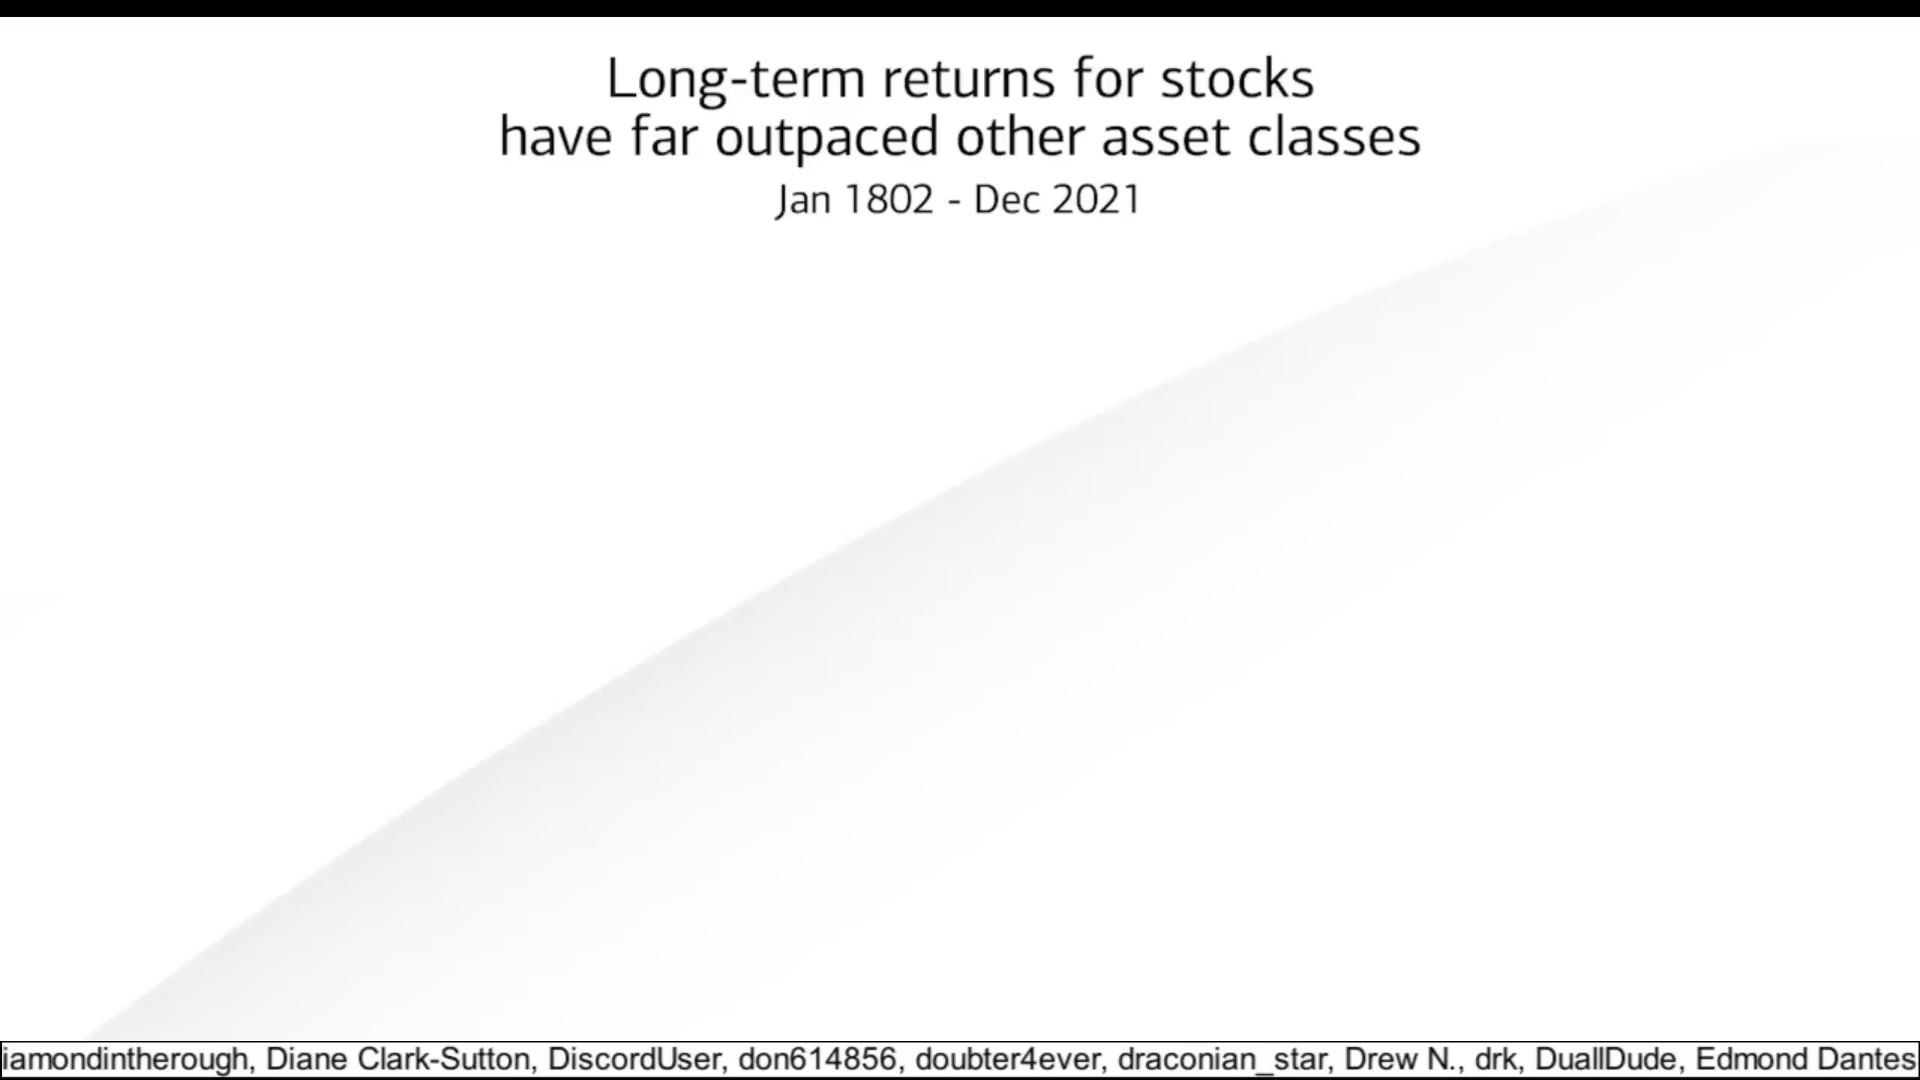 Long-term returns for stocks
have far outpaced other asset classes
Jan 1802 - Dec 2021
iamondintherough, Diane Clark-Sutton, DiscordUser, don614856, doubter4ever, draconian_star, Drew N., drk, DuallDude, Edmond Dantes